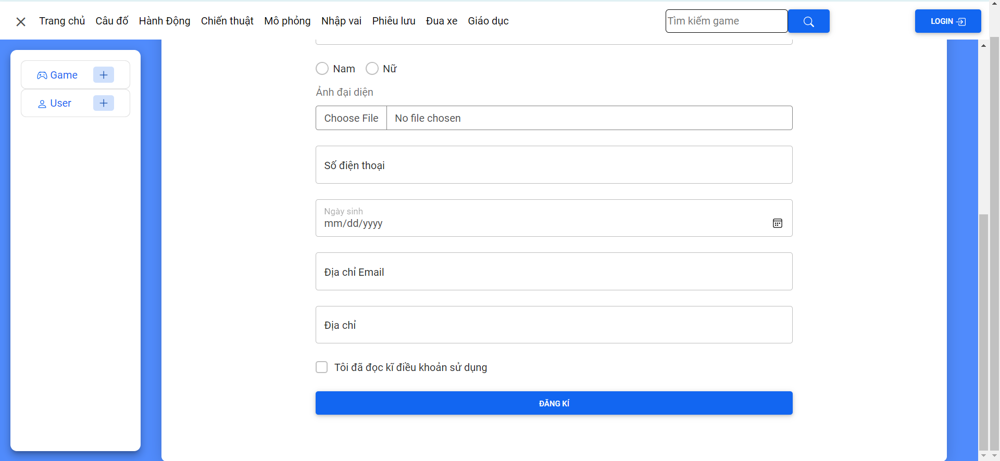 Trang chủ Câu đố Hành Động Chiến thuật Mô phỏng Nhập vai Phiêu lưu Đua xe Giáo dục Tìm kiếm game LOGIN
Game
User
Nam Nữ
Ảnh đại diện
Choose File No file chosen
Số điện thoại
Ngày sinh
mm/dd/yyyy
Địa chỉ Email
Địa chỉ
Tôi đã đọc kĩ điều khoản sử dụng
ĐĂNG KÍ